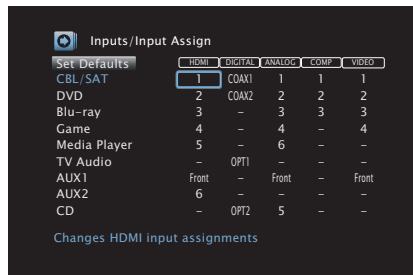 Inputs/Input Assign
Set Defaults HDMI DIGITAL ANALOG COMP VIDEO
CBL/SAT 1 COAX1 1 1 1
DVD 2 COAX2 2 2 2
Blu-ray 3 – 3 3 3
Game 4 – 4 – 4
Media Player 5 – 6 – –
TV Audio – OPT1 – – –
AUX1 Front – Front – Front
AUX2 6 – – – –
CD – OPT2 5 – –
Changes HDMI input assignments